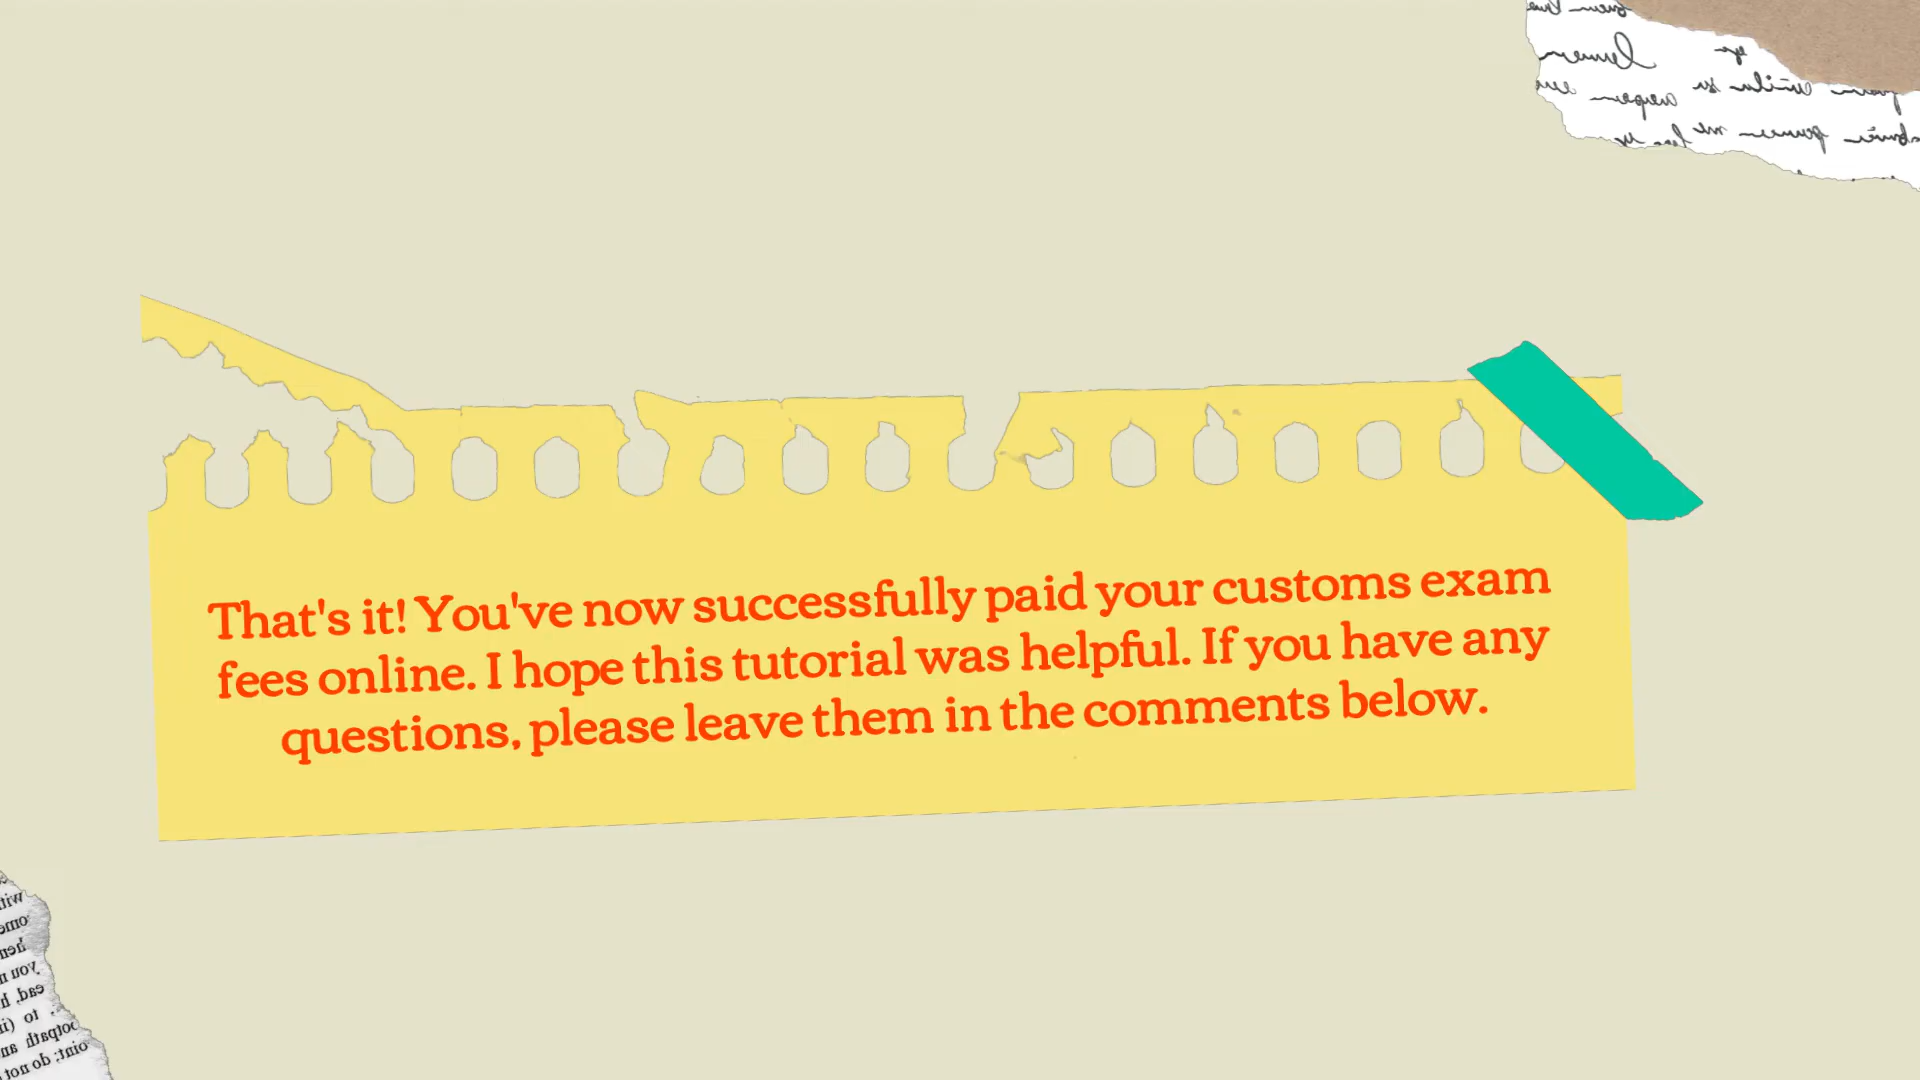 That's it! You've now successfully paid your customs exam
fees online. I hope this tutorial was helpful. If you have any
questions, please leave them in the comments below.